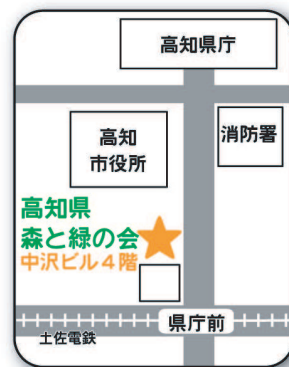 高知県庁
高知
市役所
消防署
高知県
森と緑の会
中沢ビル4階
県庁前
土佐電鉄